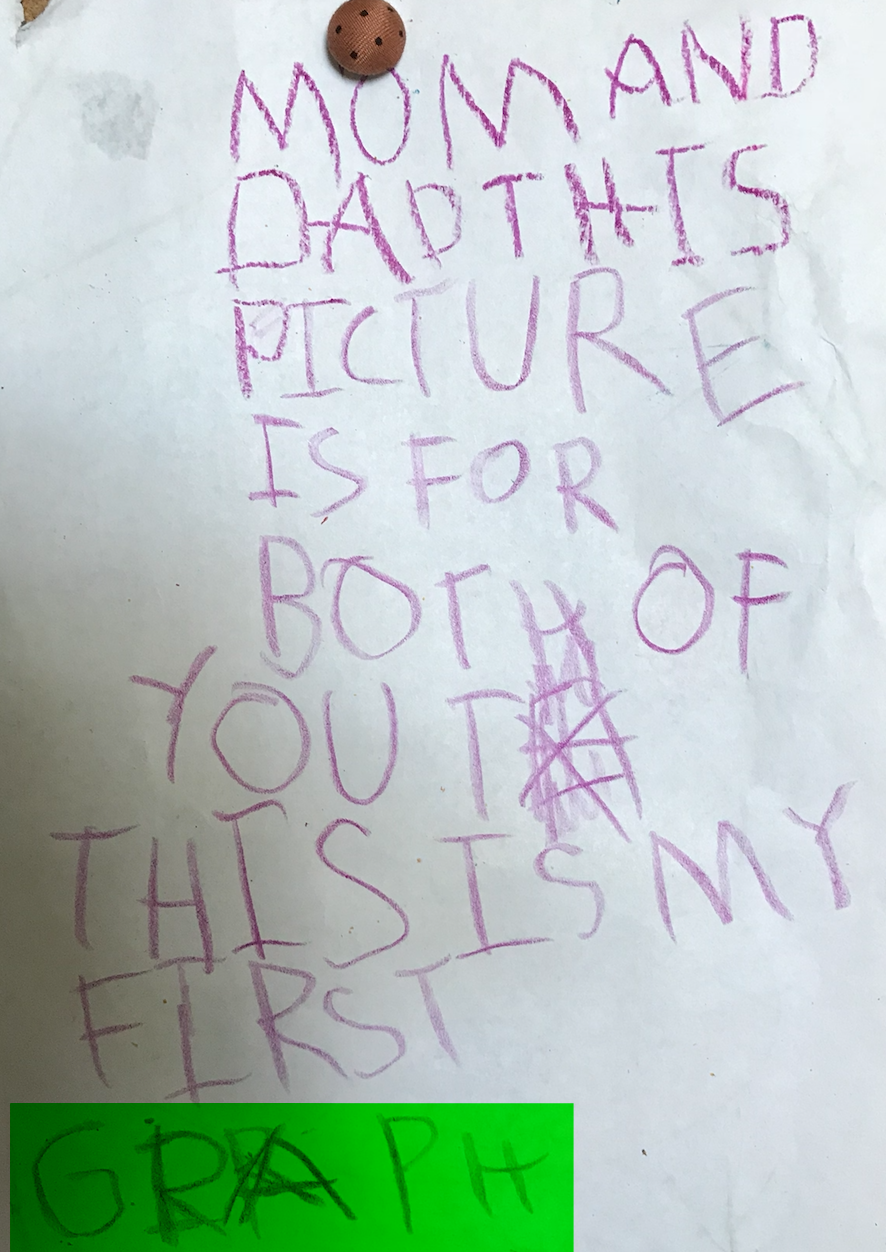 MOM AND
DAD THIS
PICTURE
IS FOR
BOTH OF
YOU T
THIS IS MY
FIRST
GRAPH